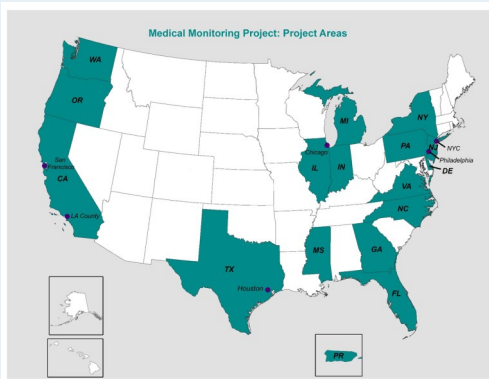 Medical Monitoring Project: Project Areas
WA
OR
San
Francisco
CA
LA County
TX
Houston
Chicago
IL
IN
MI
MS
NY
PA
NJ
NYC
Philadelphia
DE
VA
NC
GA
FL
PR